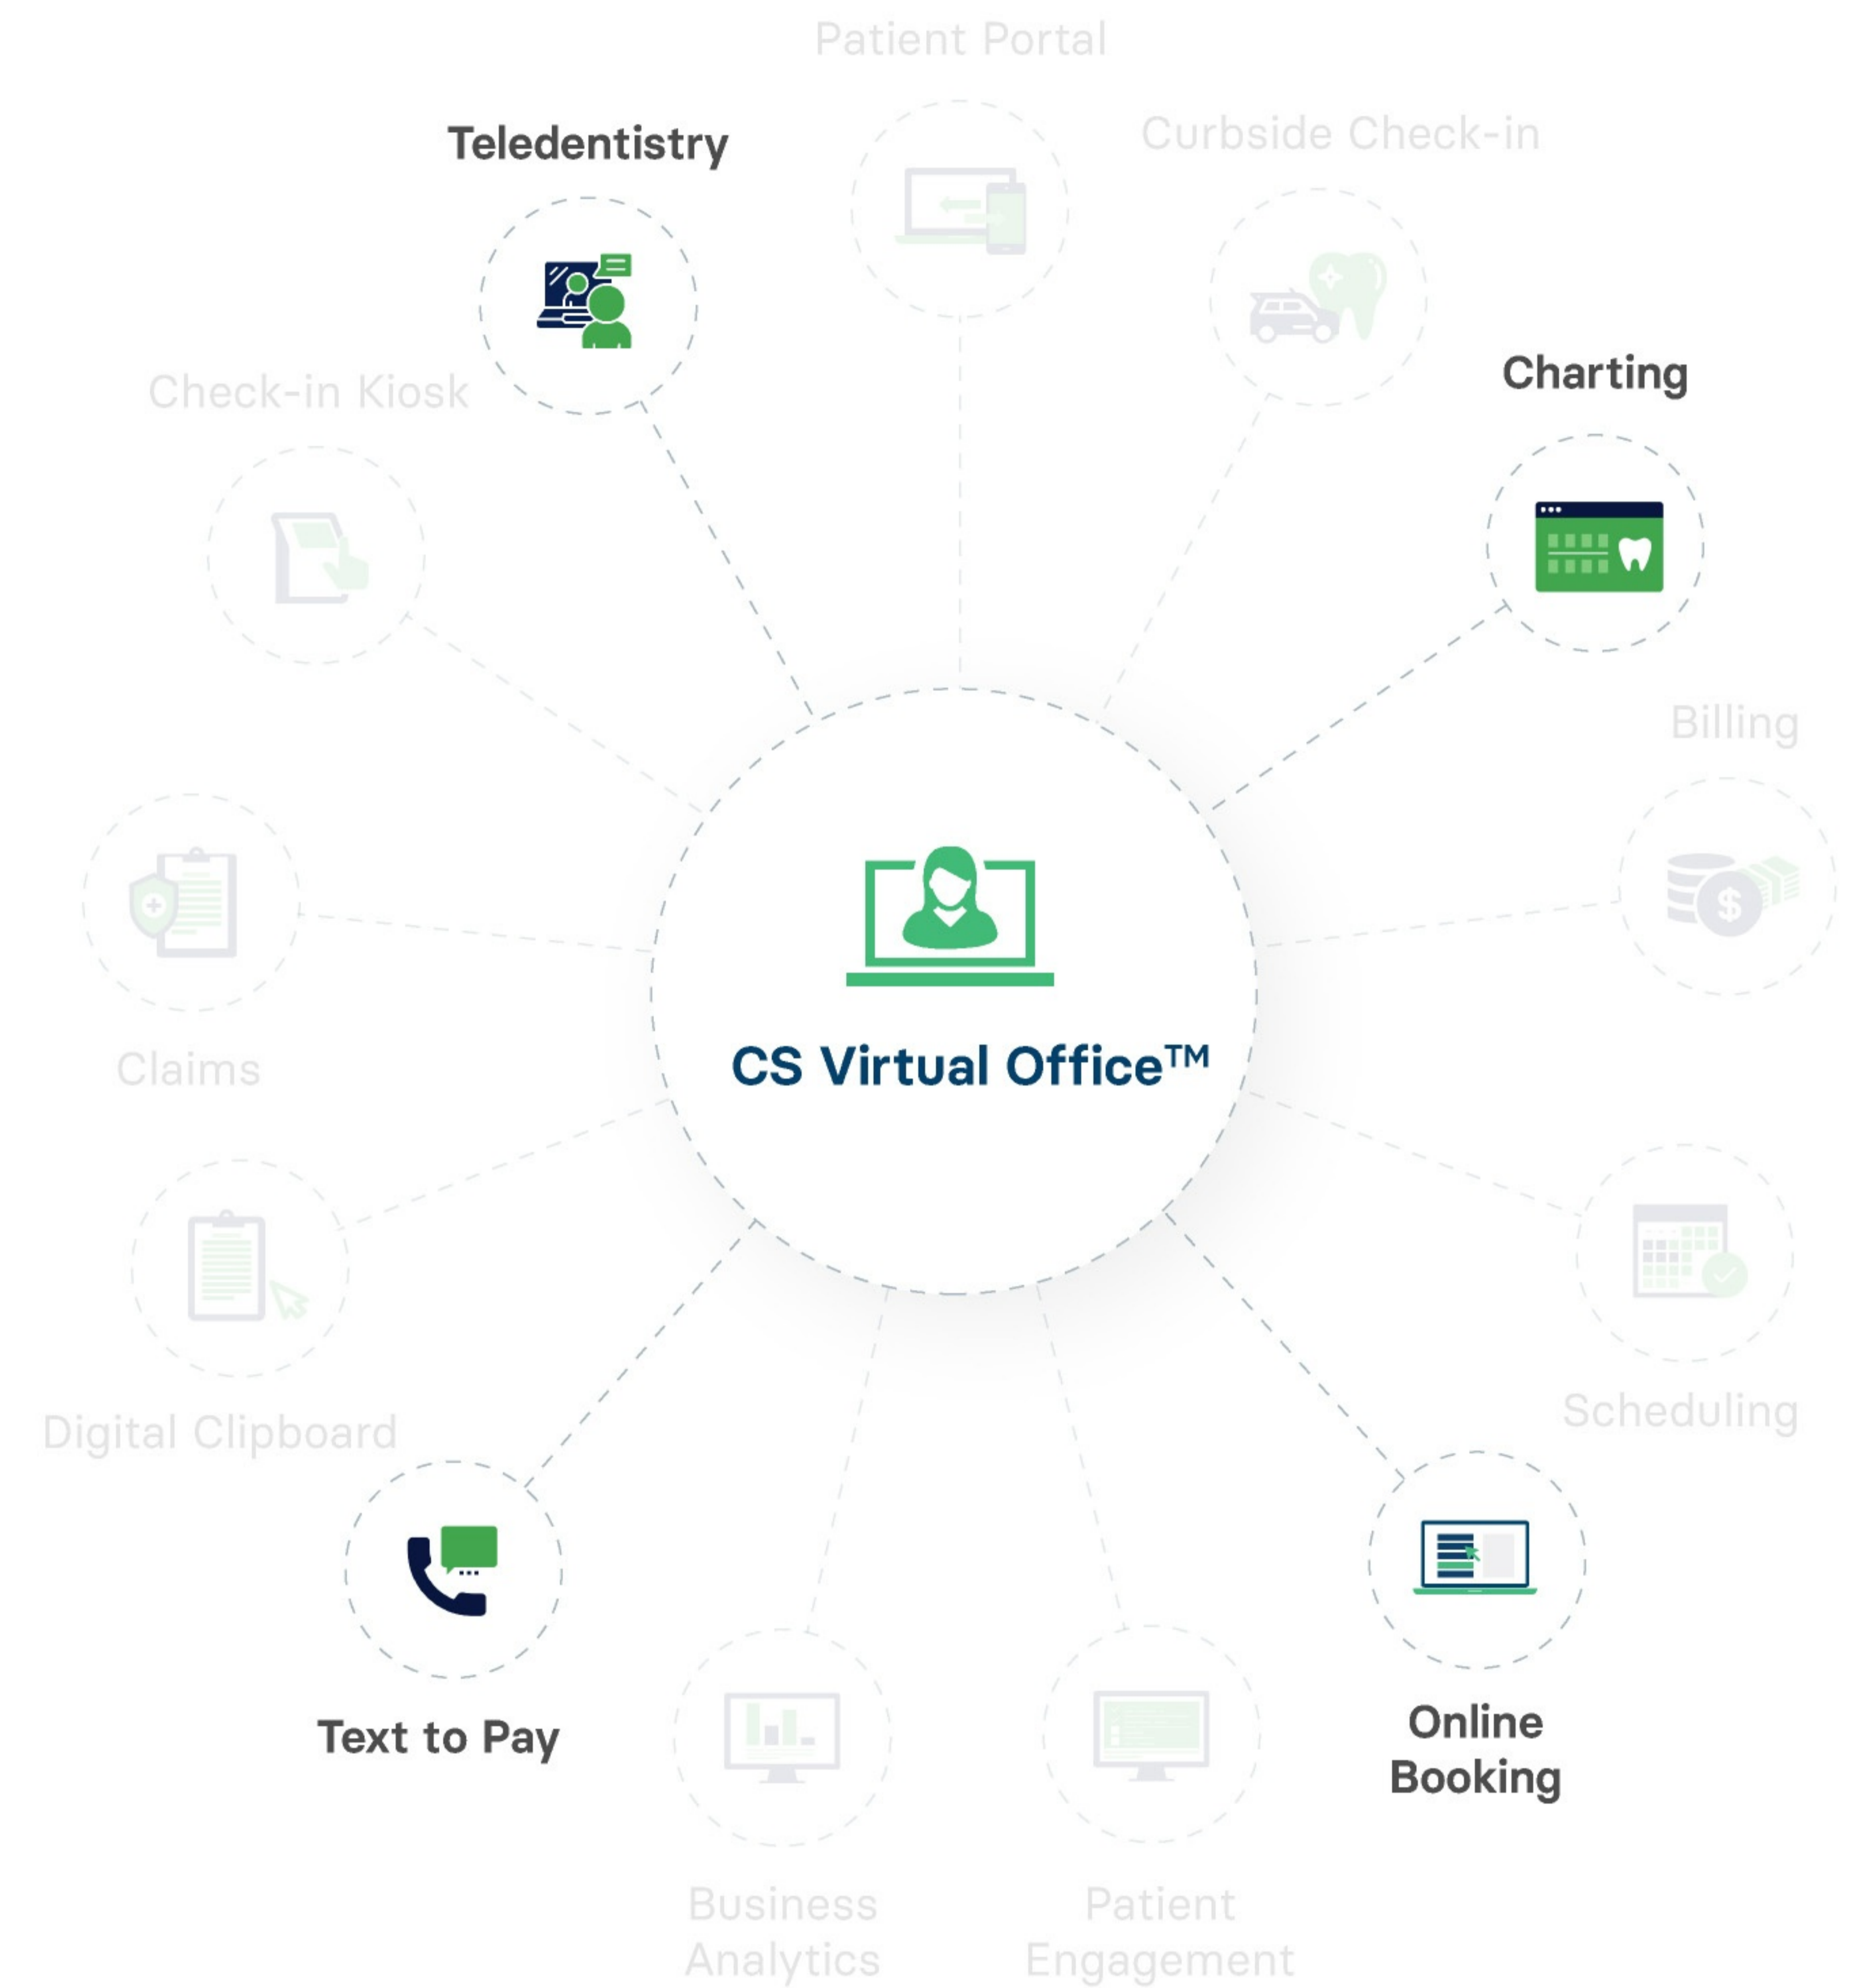 Patient Portal
Teledentistry
Curbside Check-in
Charting
Check-in Kiosk
Billing
$
CS Virtual Office™
Claims
Digital Clipboard
Scheduling
Text to Pay
Online
Booking
Business
Analytics
Patient
Engagement